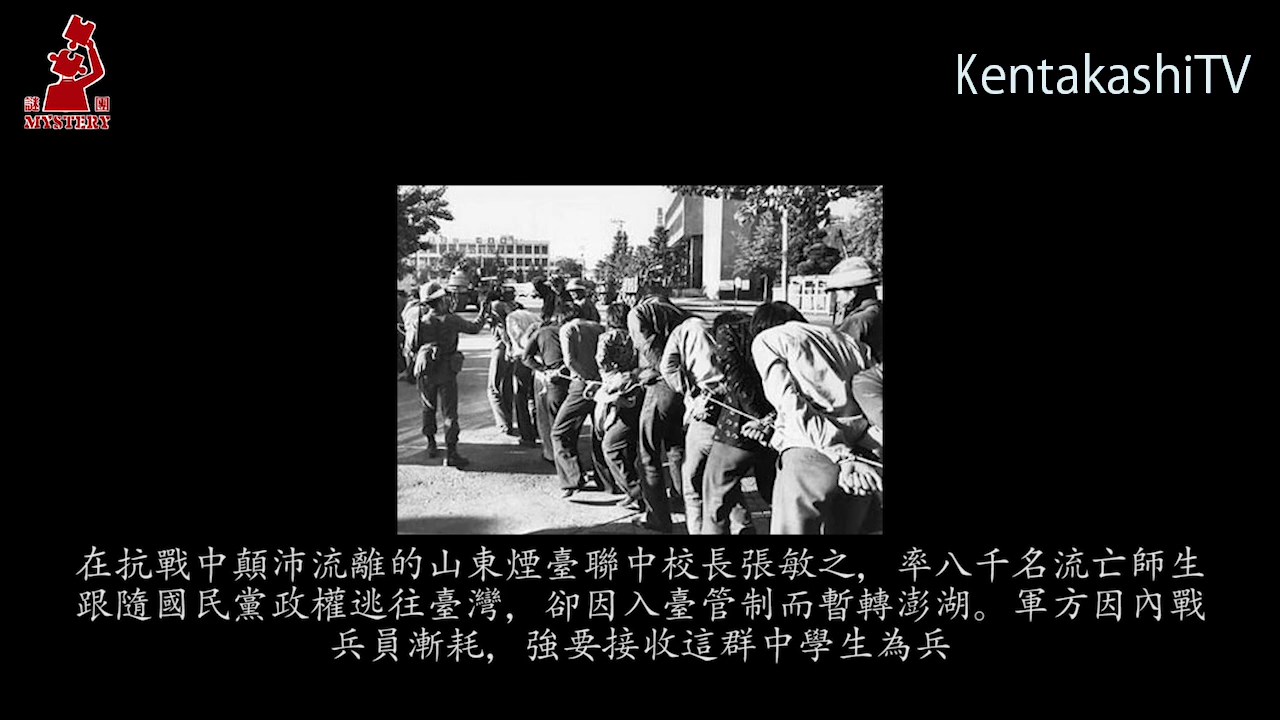 謎團
MYSTERY
KentakashiTV
在抗戰中顛沛流離的山東煙臺聯中校長張敏之，率八千名流亡師生
跟隨國民黨政權逃往臺灣，卻因入臺管制而暫轉澎湖。軍方因內戰
兵員漸耗，強要接收這群中學生為兵